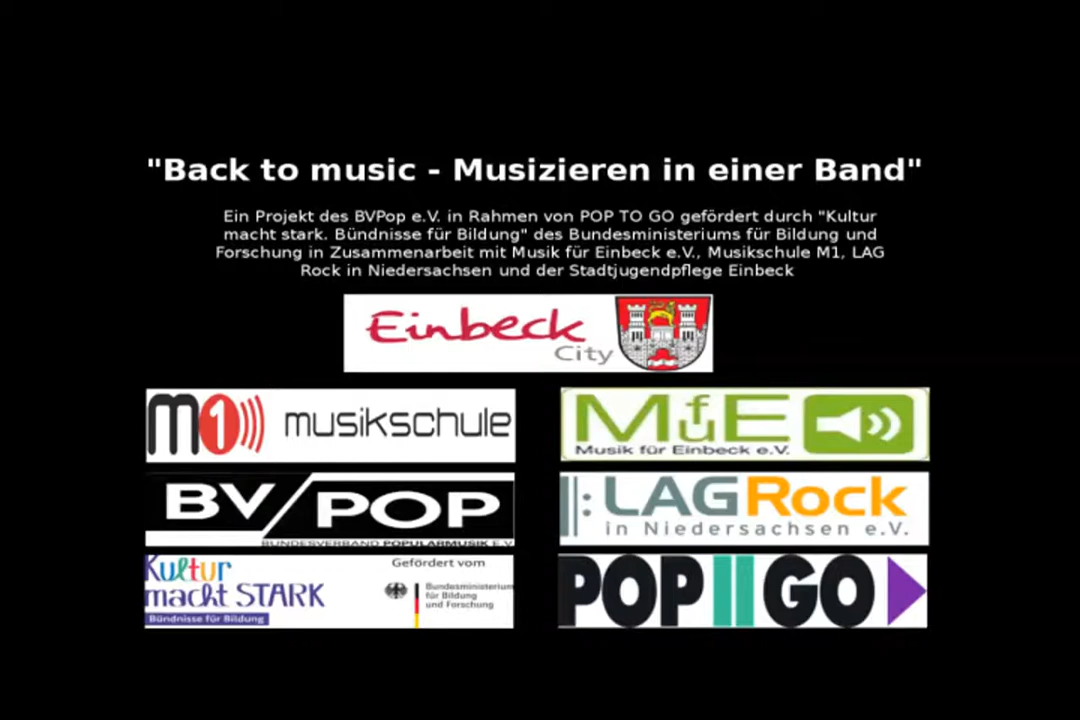 "Back to music - Musizieren in einer Band"
Ein Projekt des BVPop e.V. in Rahmen von POP TO GO gefördert durch "Kultur
macht stark. Bündnisse für Bildung" des Bundesministeriums für Bildung und
Forschung in Zusammenarbeit mit Musik für Einbeck e.V., Musikschule M1, LAG
Rock in Niedersachsen und der Stadtjugendpflege Einbeck
Einbeck
City
m1 musikschule
MfüE
Musik für Einbeck e.V.
BV/POP
BUNDESVERBAND POPULARMUSIK E.V.
LAGRock
in Niedersachsen e.V.
Kultur
macht STARK
Bündnisse für Bildung
Gefördert vom
Bundesministerium
für Bildung
und Forschung
POP GO